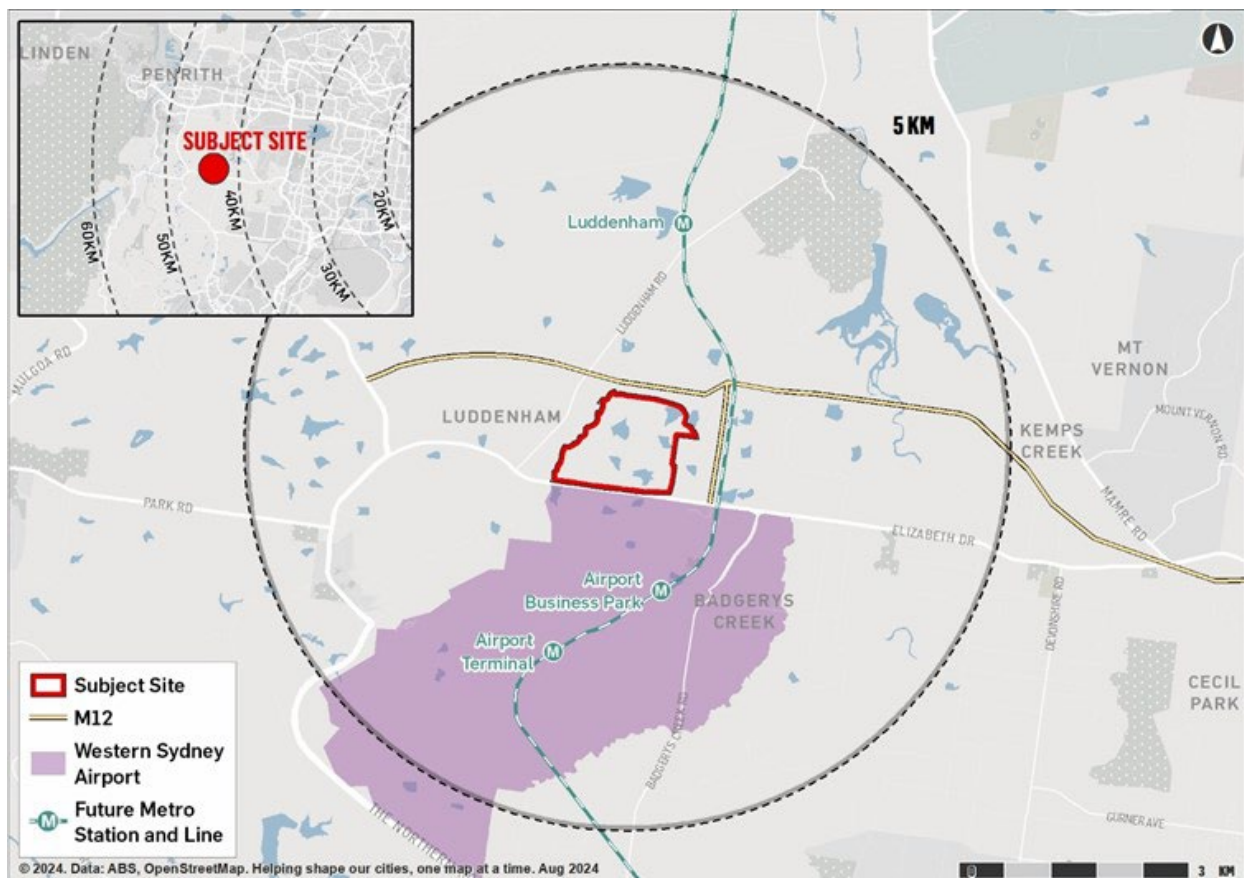 LINDEN
PENRITH
SUBJECT SITE
60KM
50KM
40KM
30KM
20KM
5 KM
Luddenham
M
LUDDENHAM RD
MULGOA RD
LUDDENHAM
MT
VERNON
MOUNT VERNON RD
KEMPS
CREEK
MAMRE RD
PARK RD
ELIZABETH DR
Airport
Business Park
M
BADGERYS
CREEK
Airport
Terminal
M
DEVONSHIRE RD
BADGERYS CREEK RD
CECIL
PARK
THE NORTHERN
GURNER AVE
Subject Site
M12
Western Sydney
Airport
M
Future Metro
Station and Line
© 2024. Data: ABS, OpenStreetMap. Helping shape our cities, one map at a time. Aug 2024
0 3 KM